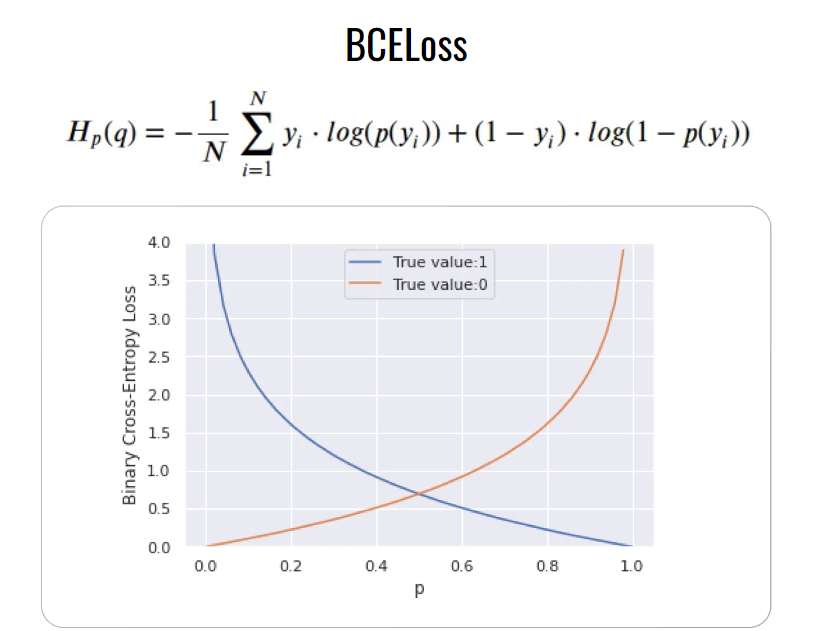 BCELoss
H_p(q) = -\frac{1}{N} \sum_{i=1}^{N} y_i · log(p(y_i)) + (1 − y_i) · log(1 − p(y_i))
True value:1
True value:0
Binary Cross-Entropy Loss
4.0
3.5
3.0
2.5
2.0
1.5
1.0
0.5
0.0
0.0 0.2 0.4 0.6 0.8 1.0
p